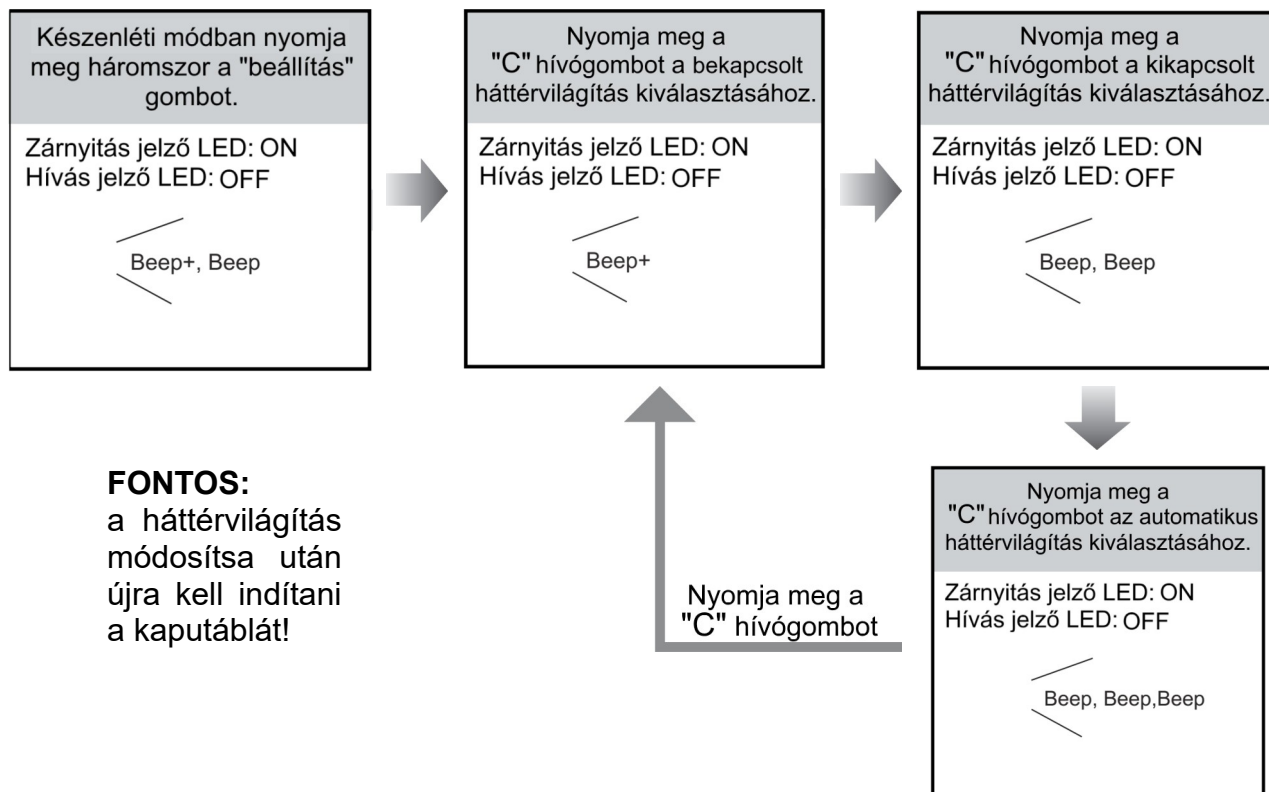 Készenléti módban nyomja
meg háromszor a "beállítás"
gombot.
Zárnyitás jelző LED: ON
Hívás jelző LED: OFF
Beep+, Beep
Nyomja meg a
"C" hívógombot a bekapcsolt
háttérvilágítás kiválasztásához.
Zárnyitás jelző LED: ON
Hívás jelző LED: OFF
Beep+
Nyomja meg a
"C" hívógombot a kikapcsolt
háttérvilágítás kiválasztásához.
Zárnyitás jelző LED: ON
Hívás jelző LED: OFF
Beep, Beep
Nyomja meg a
"C" hívógombot az automatikus
háttérvilágítás kiválasztásához.
Zárnyitás jelző LED: ON
Hívás jelző LED: OFF
Beep, Beep,Beep
Nyomja meg a
"C" hívógombot
FONTOS:
a háttérvilágítás
módosítsa után
újra kell indítani
a kaputáblát!